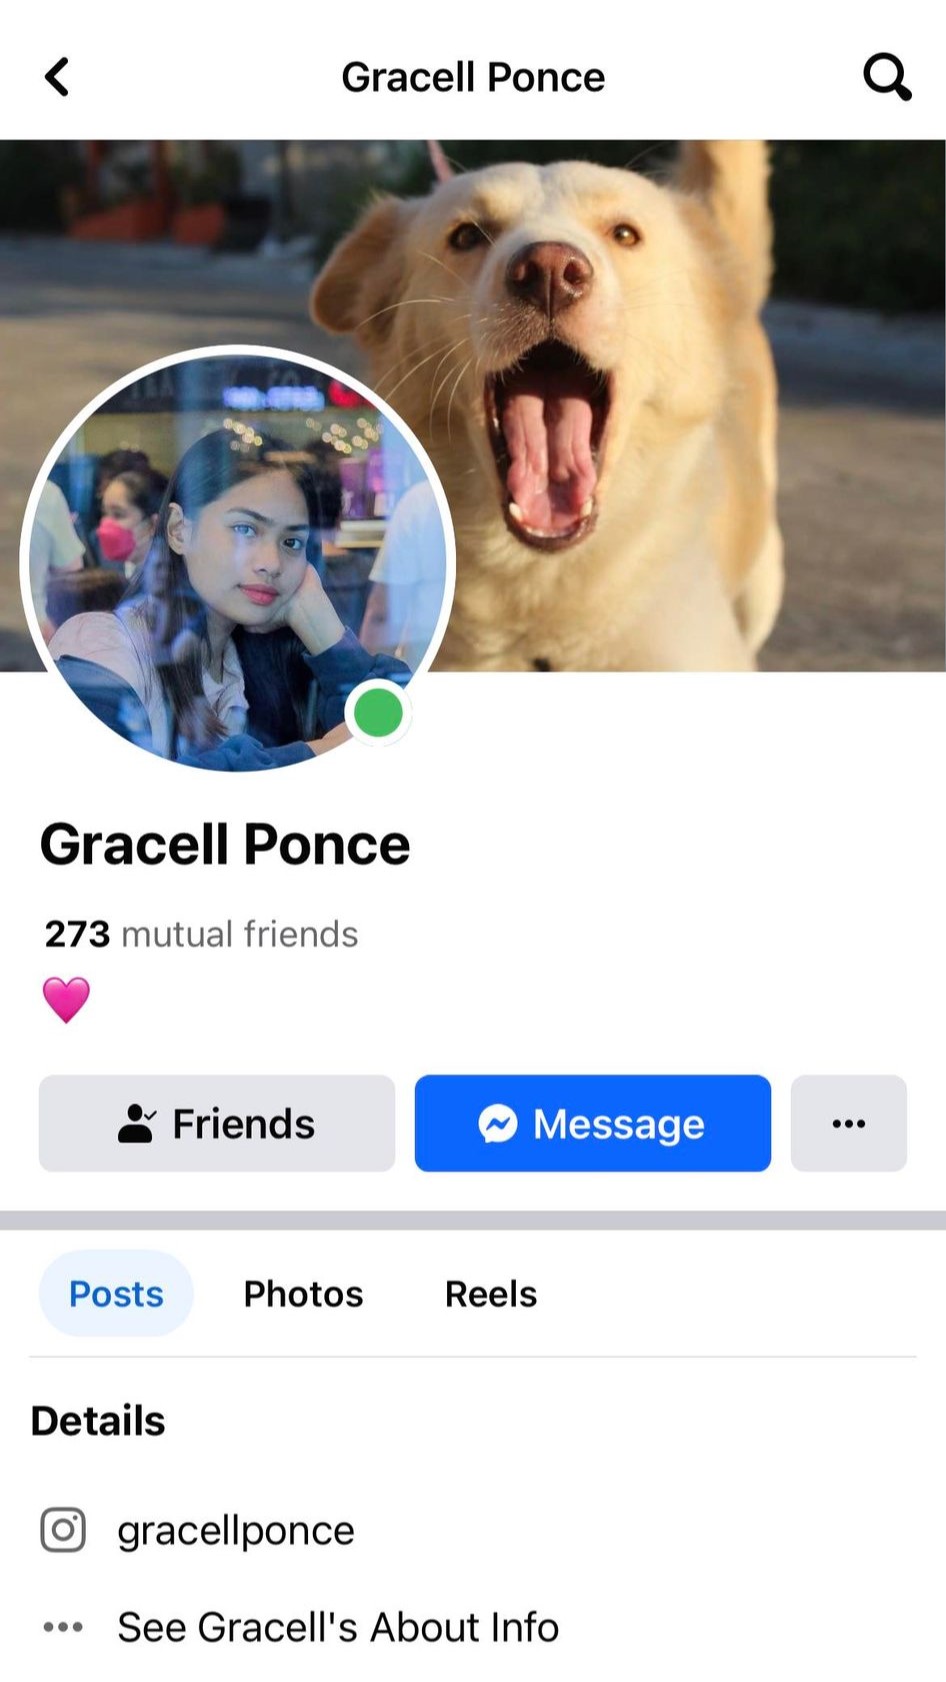 Gracell Ponce
Gracell Ponce
273 mutual friends
Friends
Message
Posts Photos Reels
Details
gracellponce
See Gracell's About Info